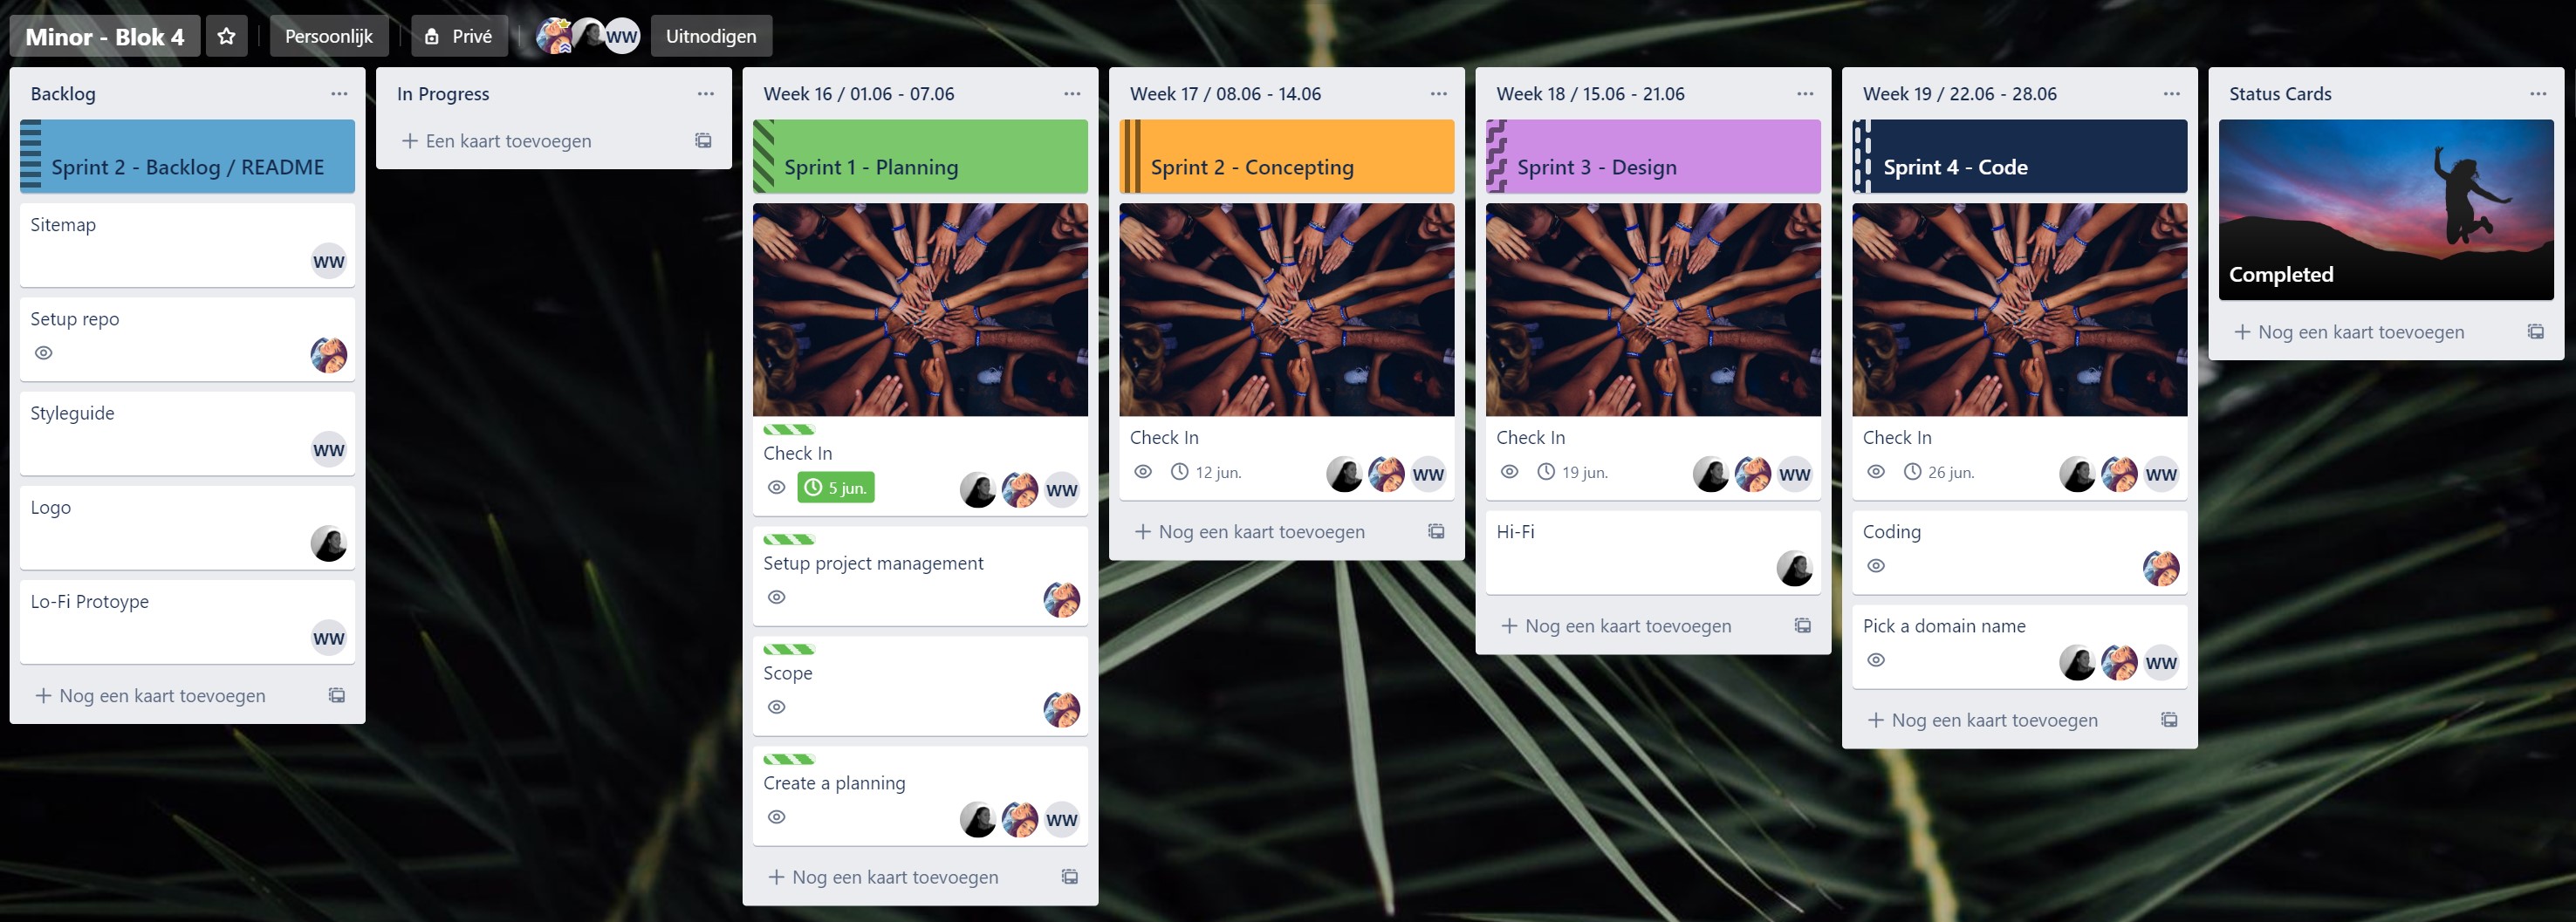 Minor - Blok 4
Persoonlijk
Privé
WW
Uitnodigen
Backlog
Sprint 2 - Backlog / README
Sitemap
WW
Setup repo
Styleguide
WW
Logo
Lo-Fi Protoype
WW
Nog een kaart toevoegen
In Progress
Een kaart toevoegen
Week 16 / 01.06 - 07.06
Sprint 1 - Planning
Check In
5 jun.
WW
Setup project management
Scope
Create a planning
WW
Nog een kaart toevoegen
Week 17 / 08.06 - 14.06
Sprint 2 - Concepting
Check In
12 jun.
WW
Nog een kaart toevoegen
Week 18 / 15.06 - 21.06
Sprint 3 - Design
Check In
19 jun.
WW
Hi-Fi
Nog een kaart toevoegen
Week 19 / 22.06 - 28.06
Sprint 4 - Code
Check In
26 jun.
WW
Coding
Pick a domain name
WW
Nog een kaart toevoegen
Status Cards
Completed
Nog een kaart toevoegen